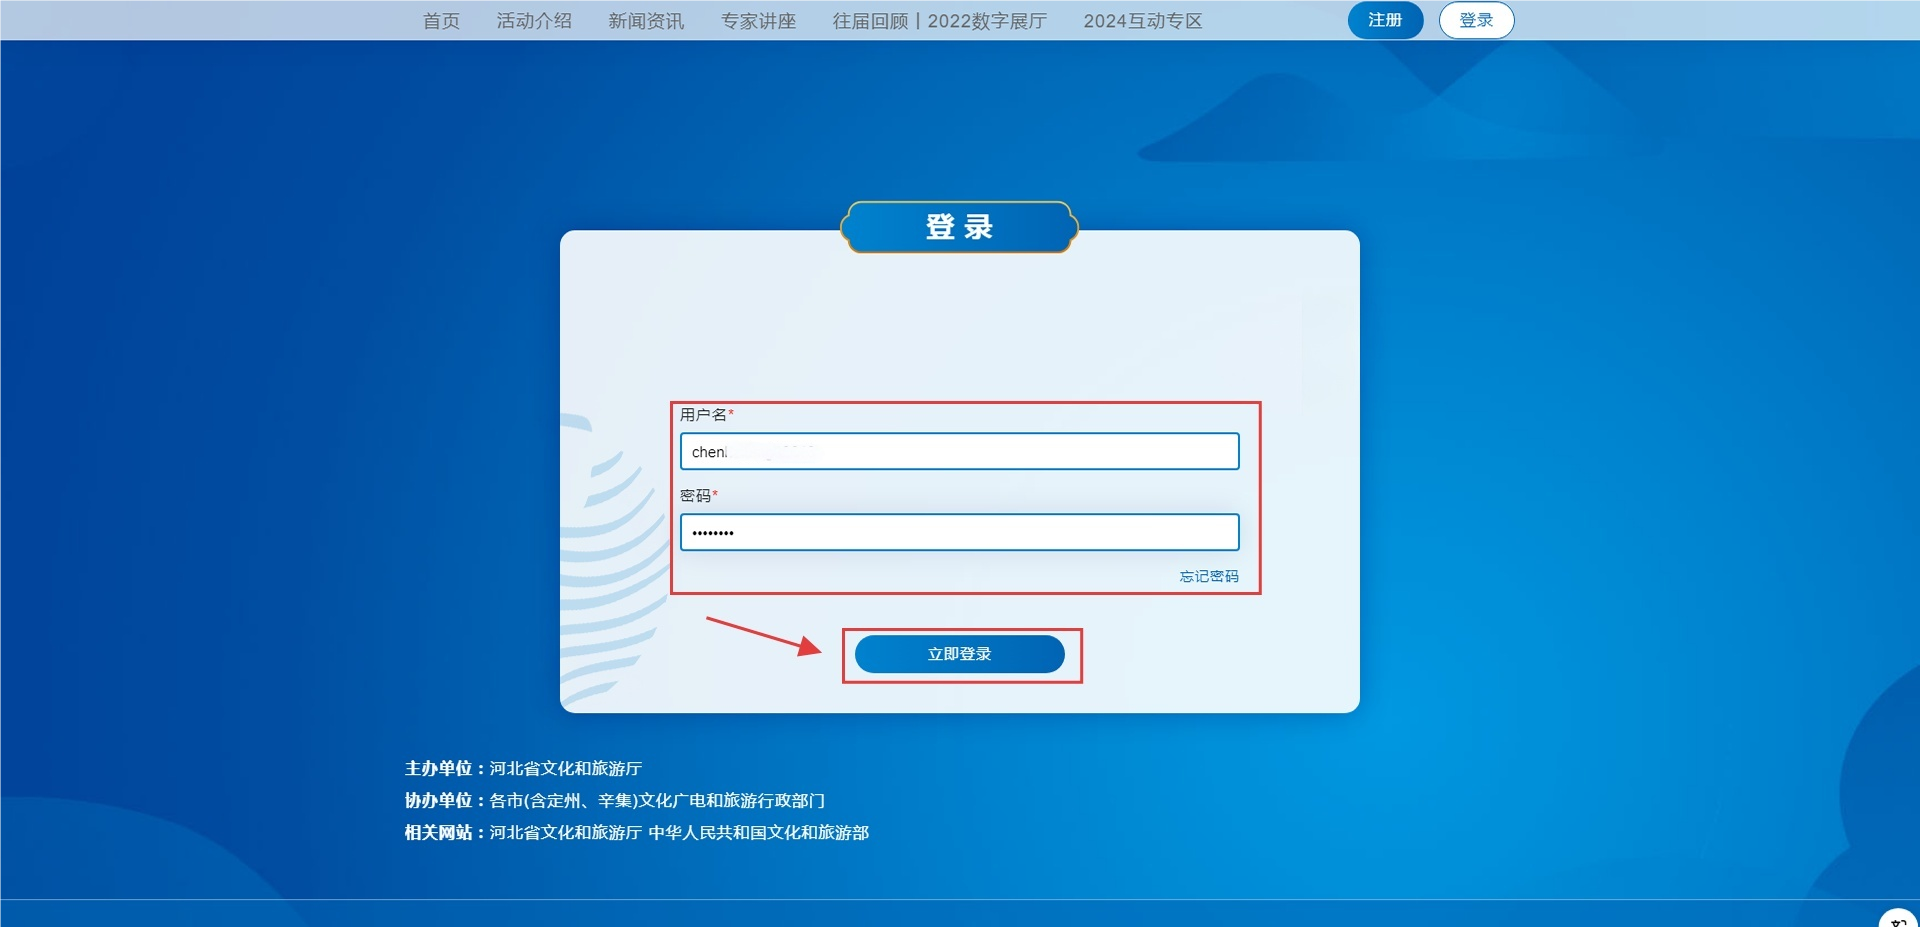 首页 活动介绍 新闻资讯 专家讲座 往届回顾丨2022数字展厅 2024互动专区 注册 登录
登 录
用户名*
chen
密码*
••••••••
忘记密码
立即登录
主办单位：河北省文化和旅游厅
协办单位：各市(含定州、辛集)文化广电和旅游行政部门
相关网站：河北省文化和旅游厅 中华人民共和国文化和旅游部